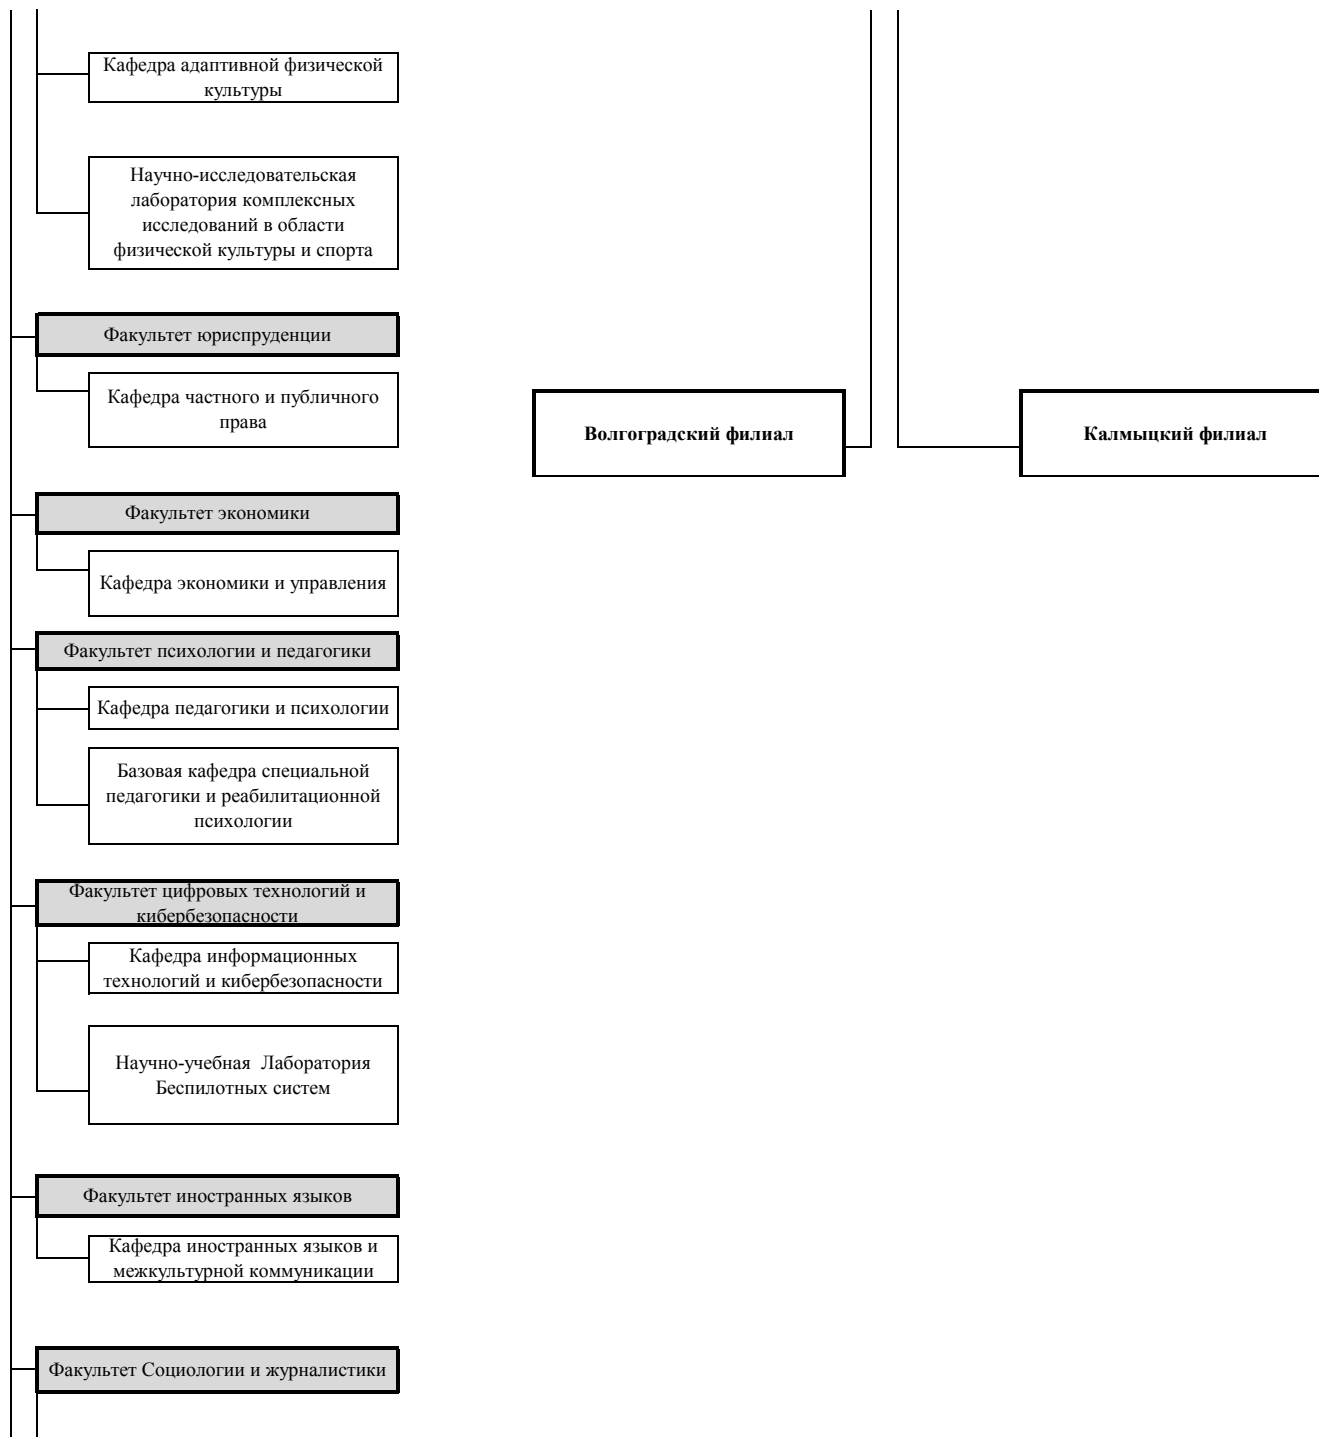 Кафедра адаптивной физической
культуры
Научно-исследовательская
лаборатория комплексных
исследований в области
физической культуры и спорта
Факультет юриспруденции
Кафедра частного и публичного
права
Волгоградский филиал
Калмыцкий филиал
Факультет экономики
Кафедра экономики и управления
Факультет психологии и педагогики
Кафедра педагогики и психологии
Базовая кафедра специальной
педагогики и реабилитационной
психологии
Факультет цифровых технологий и
кибербезопасности
Кафедра информационных
технологий и кибербезопасности
Научно-учебная Лаборатория
Беспилотных систем
Факультет иностранных языков
Кафедра иностранных языков и
межкультурной коммуникации
Факультет Социологии и журналистики